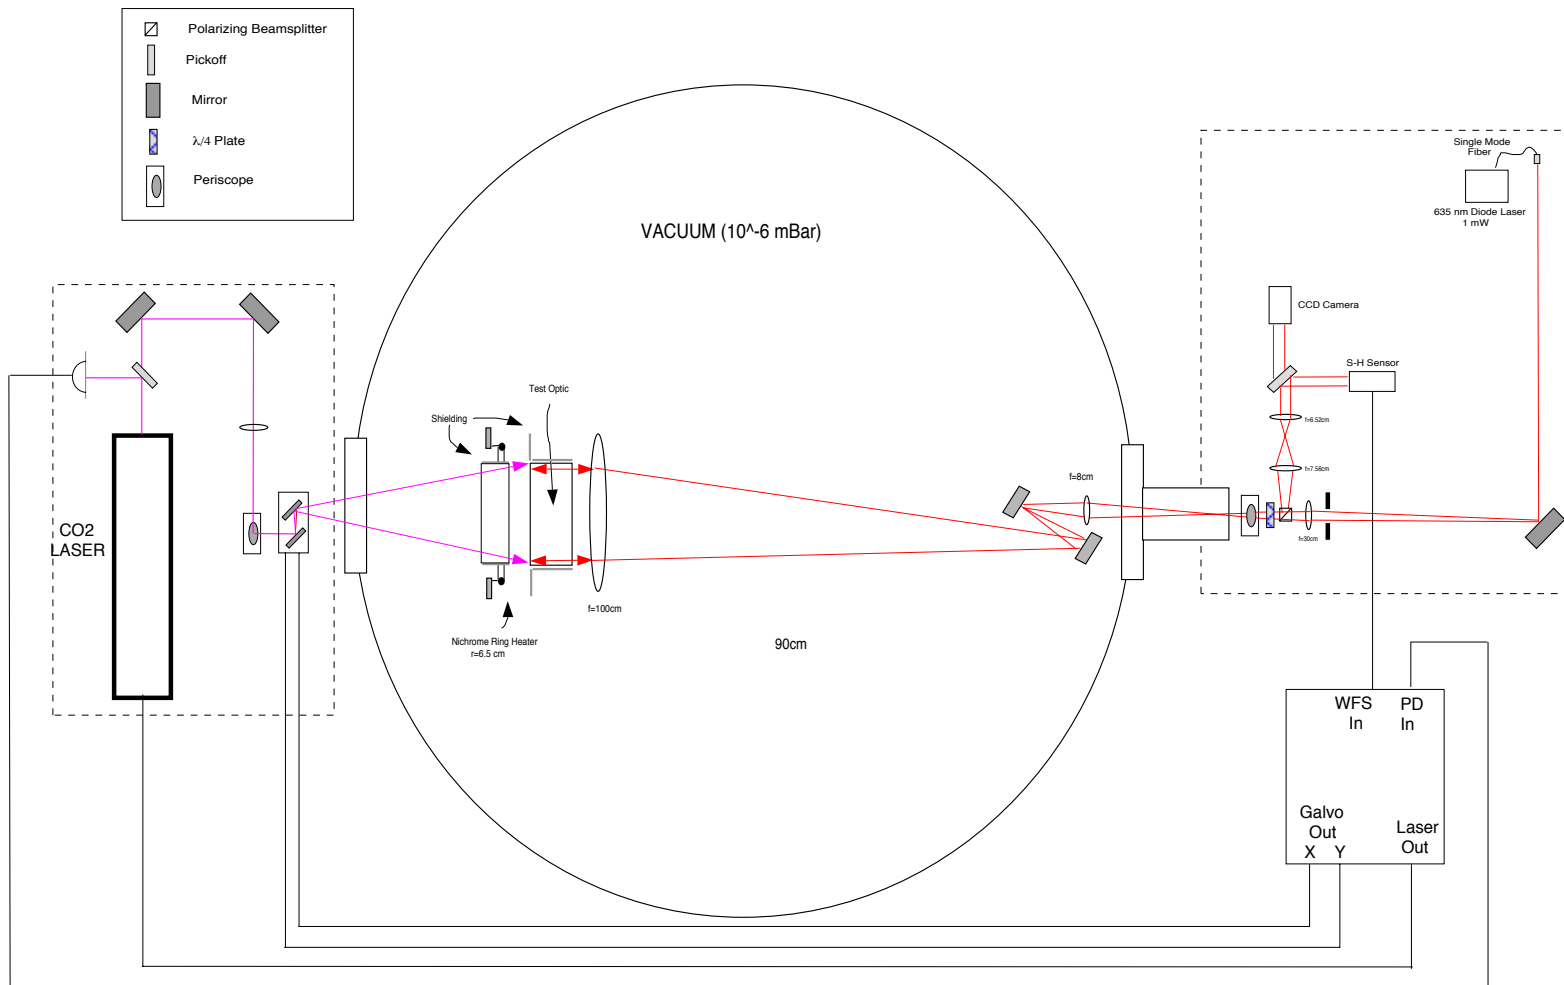 Polarizing Beamsplitter
Pickoff
Mirror
λ/4 Plate
Periscope
VACUUM (10^-6 mBar)
Single Mode
Fiber
635 nm Diode Laser
1 mW
CCD Camera
S-H Sensor
f=6.52cm
f=7.56cm
f=30cm
f=8cm
Test Optic
Shielding
CO2
LASER
f=100cm
Nichrome Ring Heater
r=6.5 cm
90cm
WFS
In
PD
In
Galvo
Out
X Y
Laser
Out